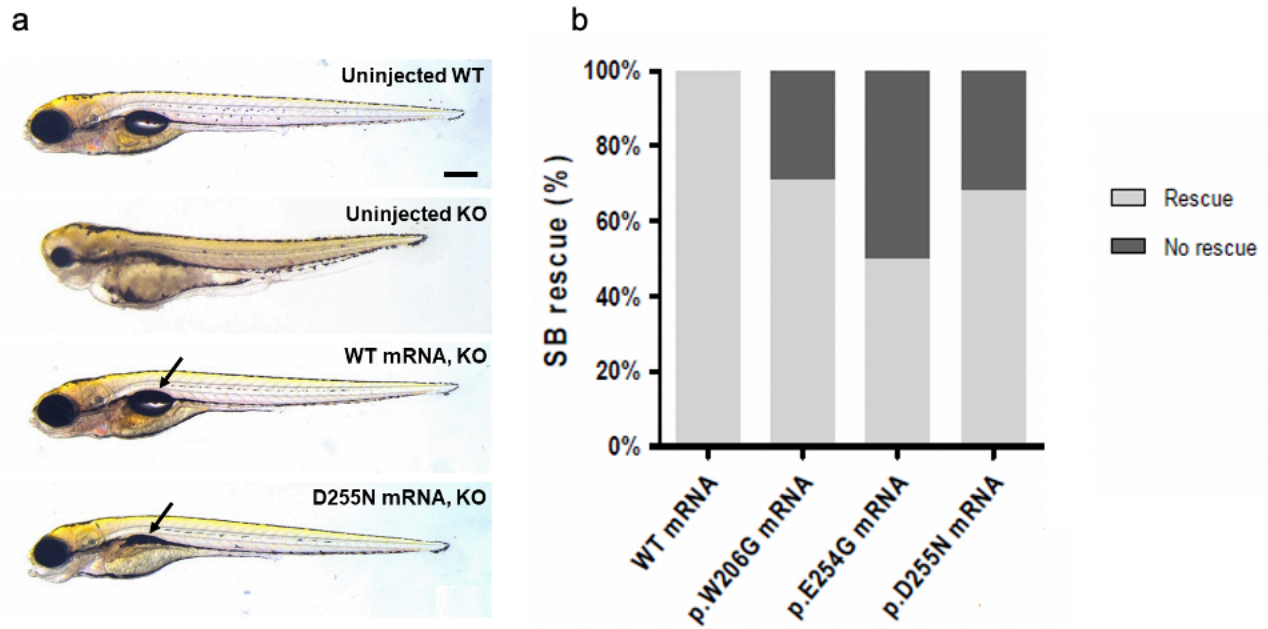 a
Uninjected WT
Uninjected KO
WT mRNA, KO
D255N mRNA, KO
b
SB rescue (%)
100%
80%
60%
40%
20%
0%
WT mRNA
p.W206G mRNA
p.E254G mRNA
p.D255N mRNA
Rescue
No rescue